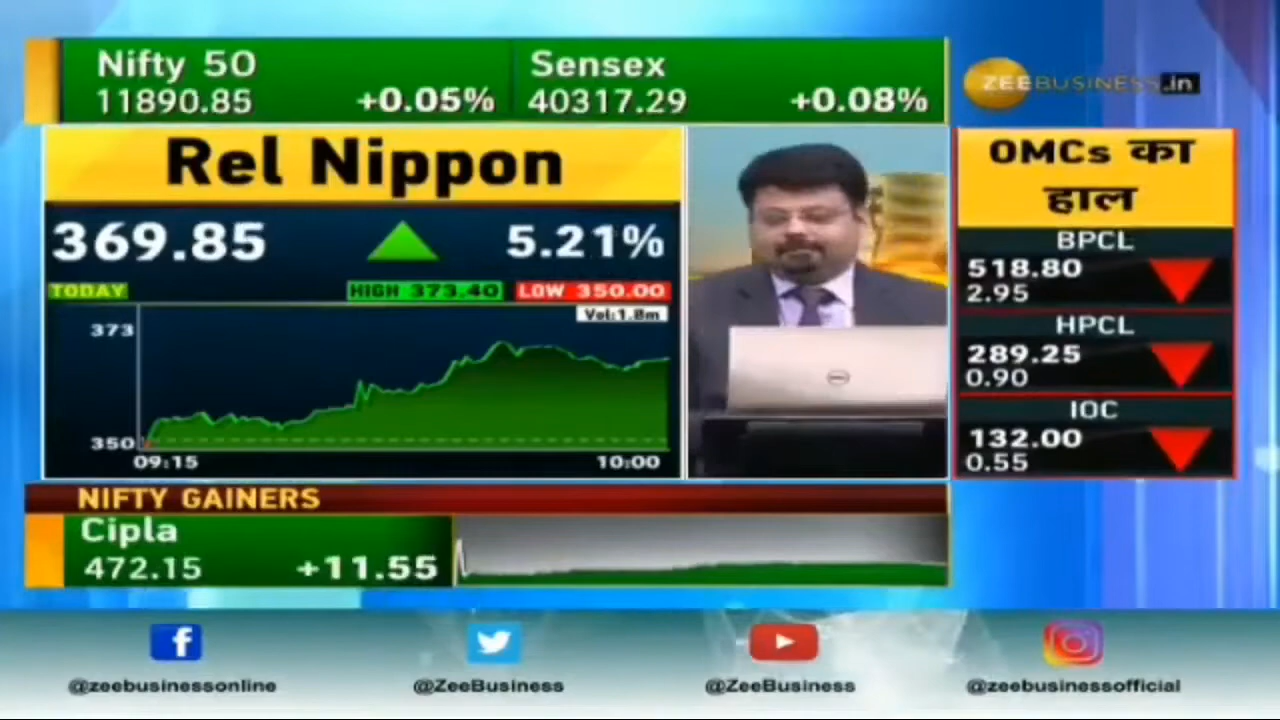 Nifty 50
11890.85 +0.05%
Sensex
40317.29 +0.08%
ZEEBUSINESS.in
Rel Nippon
369.85 5.21%
TODAY HIGH 373.40 LOW 350.00
Vol:1.8m
373
350
09:15 10:00
DELL
OMCs का
हाल
BPCL
518.80
2.95
HPCL
289.25
0.90
IOC
132.00
0.55
NIFTY GAINERS
Cipla
472.15 +11.55
@zeebusinessonline
@ZeeBusiness
@ZeeBusiness
@zeebusinessofficial